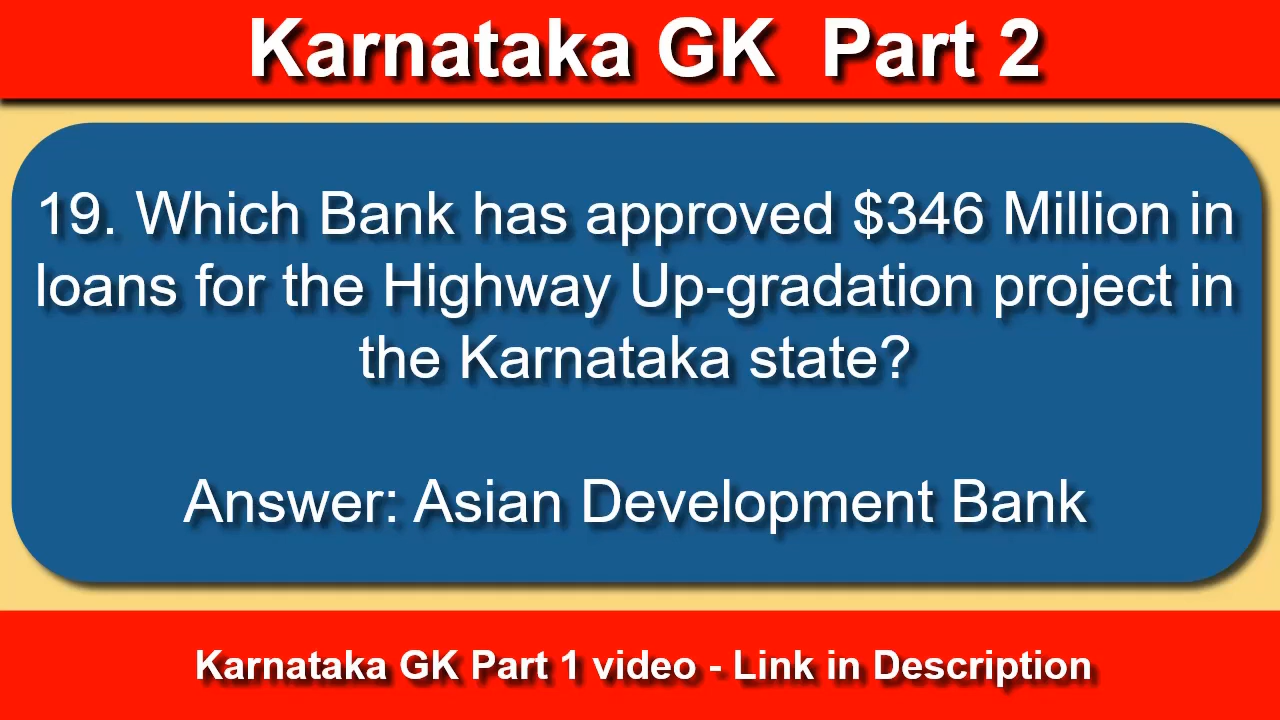 Karnataka GK Part 2
19. Which Bank has approved $346 Million in
loans for the Highway Up-gradation project in
the Karnataka state?
Answer: Asian Development Bank
Karnataka GK Part 1 video - Link in Description